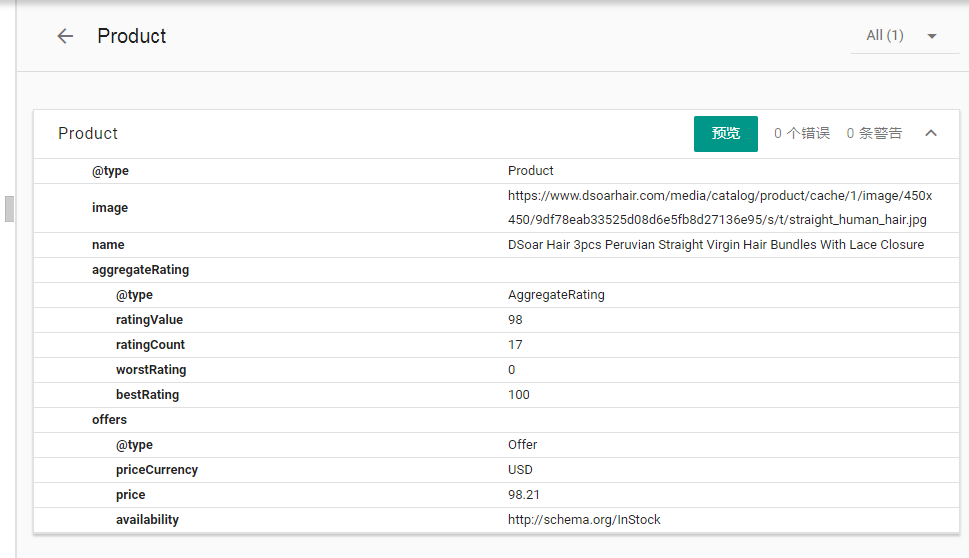 Product
All (1)
Product
预览
0 个错误
0 条警告
@type
Product
image
https://www.dsoarhair.com/media/catalog/product/cache/1/image/450x
450/9df78eab33525d08d6e5fb8d27136e95/s/t/straight_human_hair.jpg
name
DSoar Hair 3pcs Peruvian Straight Virgin Hair Bundles With Lace Closure
aggregateRating
@type
AggregateRating
ratingValue
98
ratingCount
17
worstRating
0
bestRating
100
offers
@type
Offer
priceCurrency
USD
price
98.21
availability
http://schema.org/InStock